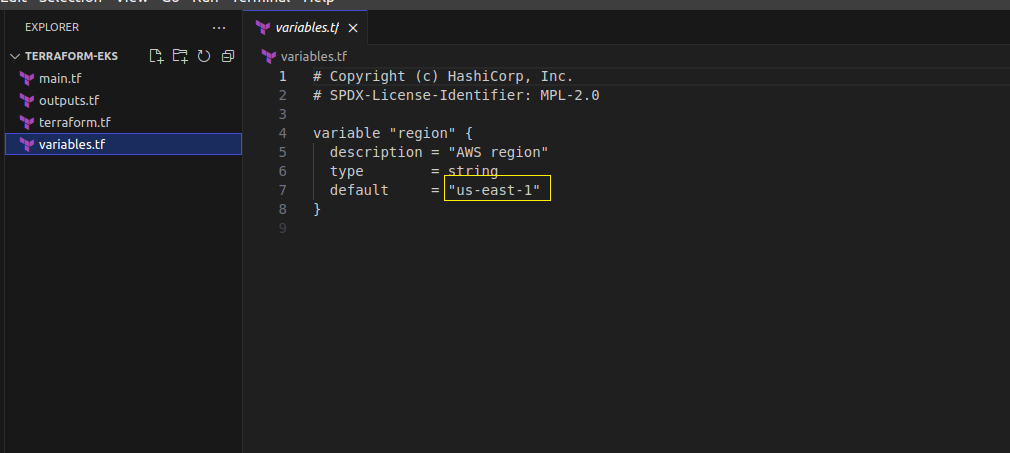 Edit Selection View Go Run Terminal Help
EXPLORER ...
TERRAFORM-EKS
main.tf
outputs.tf
terraform.tf
variables.tf
variables.tf
variables.tf
1 # Copyright (c) HashiCorp, Inc.
2 # SPDX-License-Identifier: MPL-2.0
3
4 variable "region" {
5 description = "AWS region"
6 type = string
7 default = "us-east-1"
8 }
9